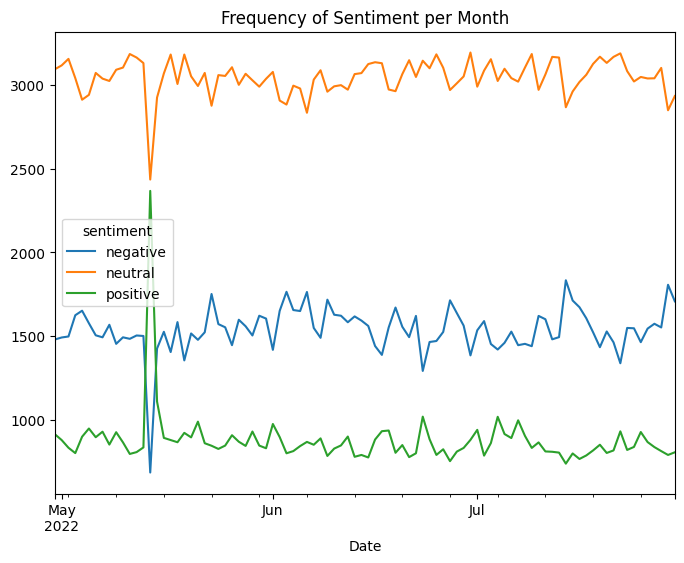 Frequency of Sentiment per Month
3000
2500
2000
1500
1000
sentiment
negative
neutral
positive
May Jun Jul
2022
Date